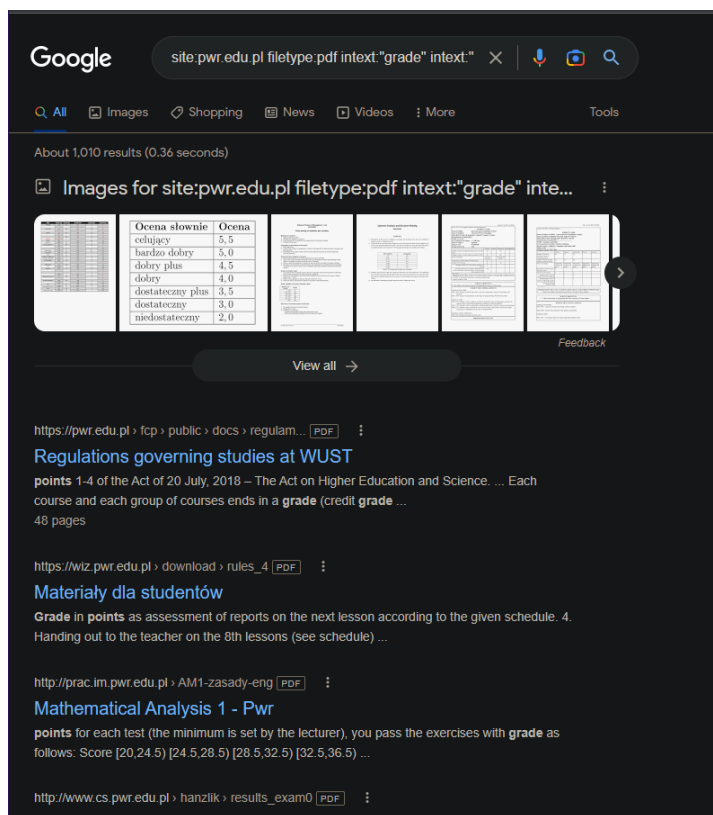 Google
site:pwr.edu.pl filetype:pdf intext:"grade" intext:"
All Images Shopping News Videos More Tools
About 1,010 results (0.36 seconds)
Images for site:pwr.edu.pl filetype:pdf intext:"grade" inte...
Ocena słownie Ocena
celujący 5,5
bardzo dobry 5,0
dobry plus 4,5
dobry 4,0
dostateczny plus 3,5
dostateczny 3,0
niedostateczny 2,0
Feedback
View all
https://pwr.edu.pl › fcp › public › docs › regulam... PDF
Regulations governing studies at WUST
points 1-4 of the Act of 20 July, 2018 – The Act on Higher Education and Science. ... Each
course and each group of courses ends in a grade (credit grade ...
48 pages
https://wiz.pwr.edu.pl › download › rules_4 PDF
Materiały dla studentów
Grade in points as assessment of reports on the next lesson according to the given schedule. 4.
Handing out to the teacher on the 8th lessons (see schedule) ...
http://prac.im.pwr.edu.pl › AM1-zasady-eng PDF
Mathematical Analysis 1 - Pwr
points for each test (the minimum is set by the lecturer), you pass the exercises with grade as
follows: Score [20,24.5) [24.5,28.5) [28.5,32.5) [32.5,36.5) ...
http://www.cs.pwr.edu.pl › hanzlik › results_exam0 PDF